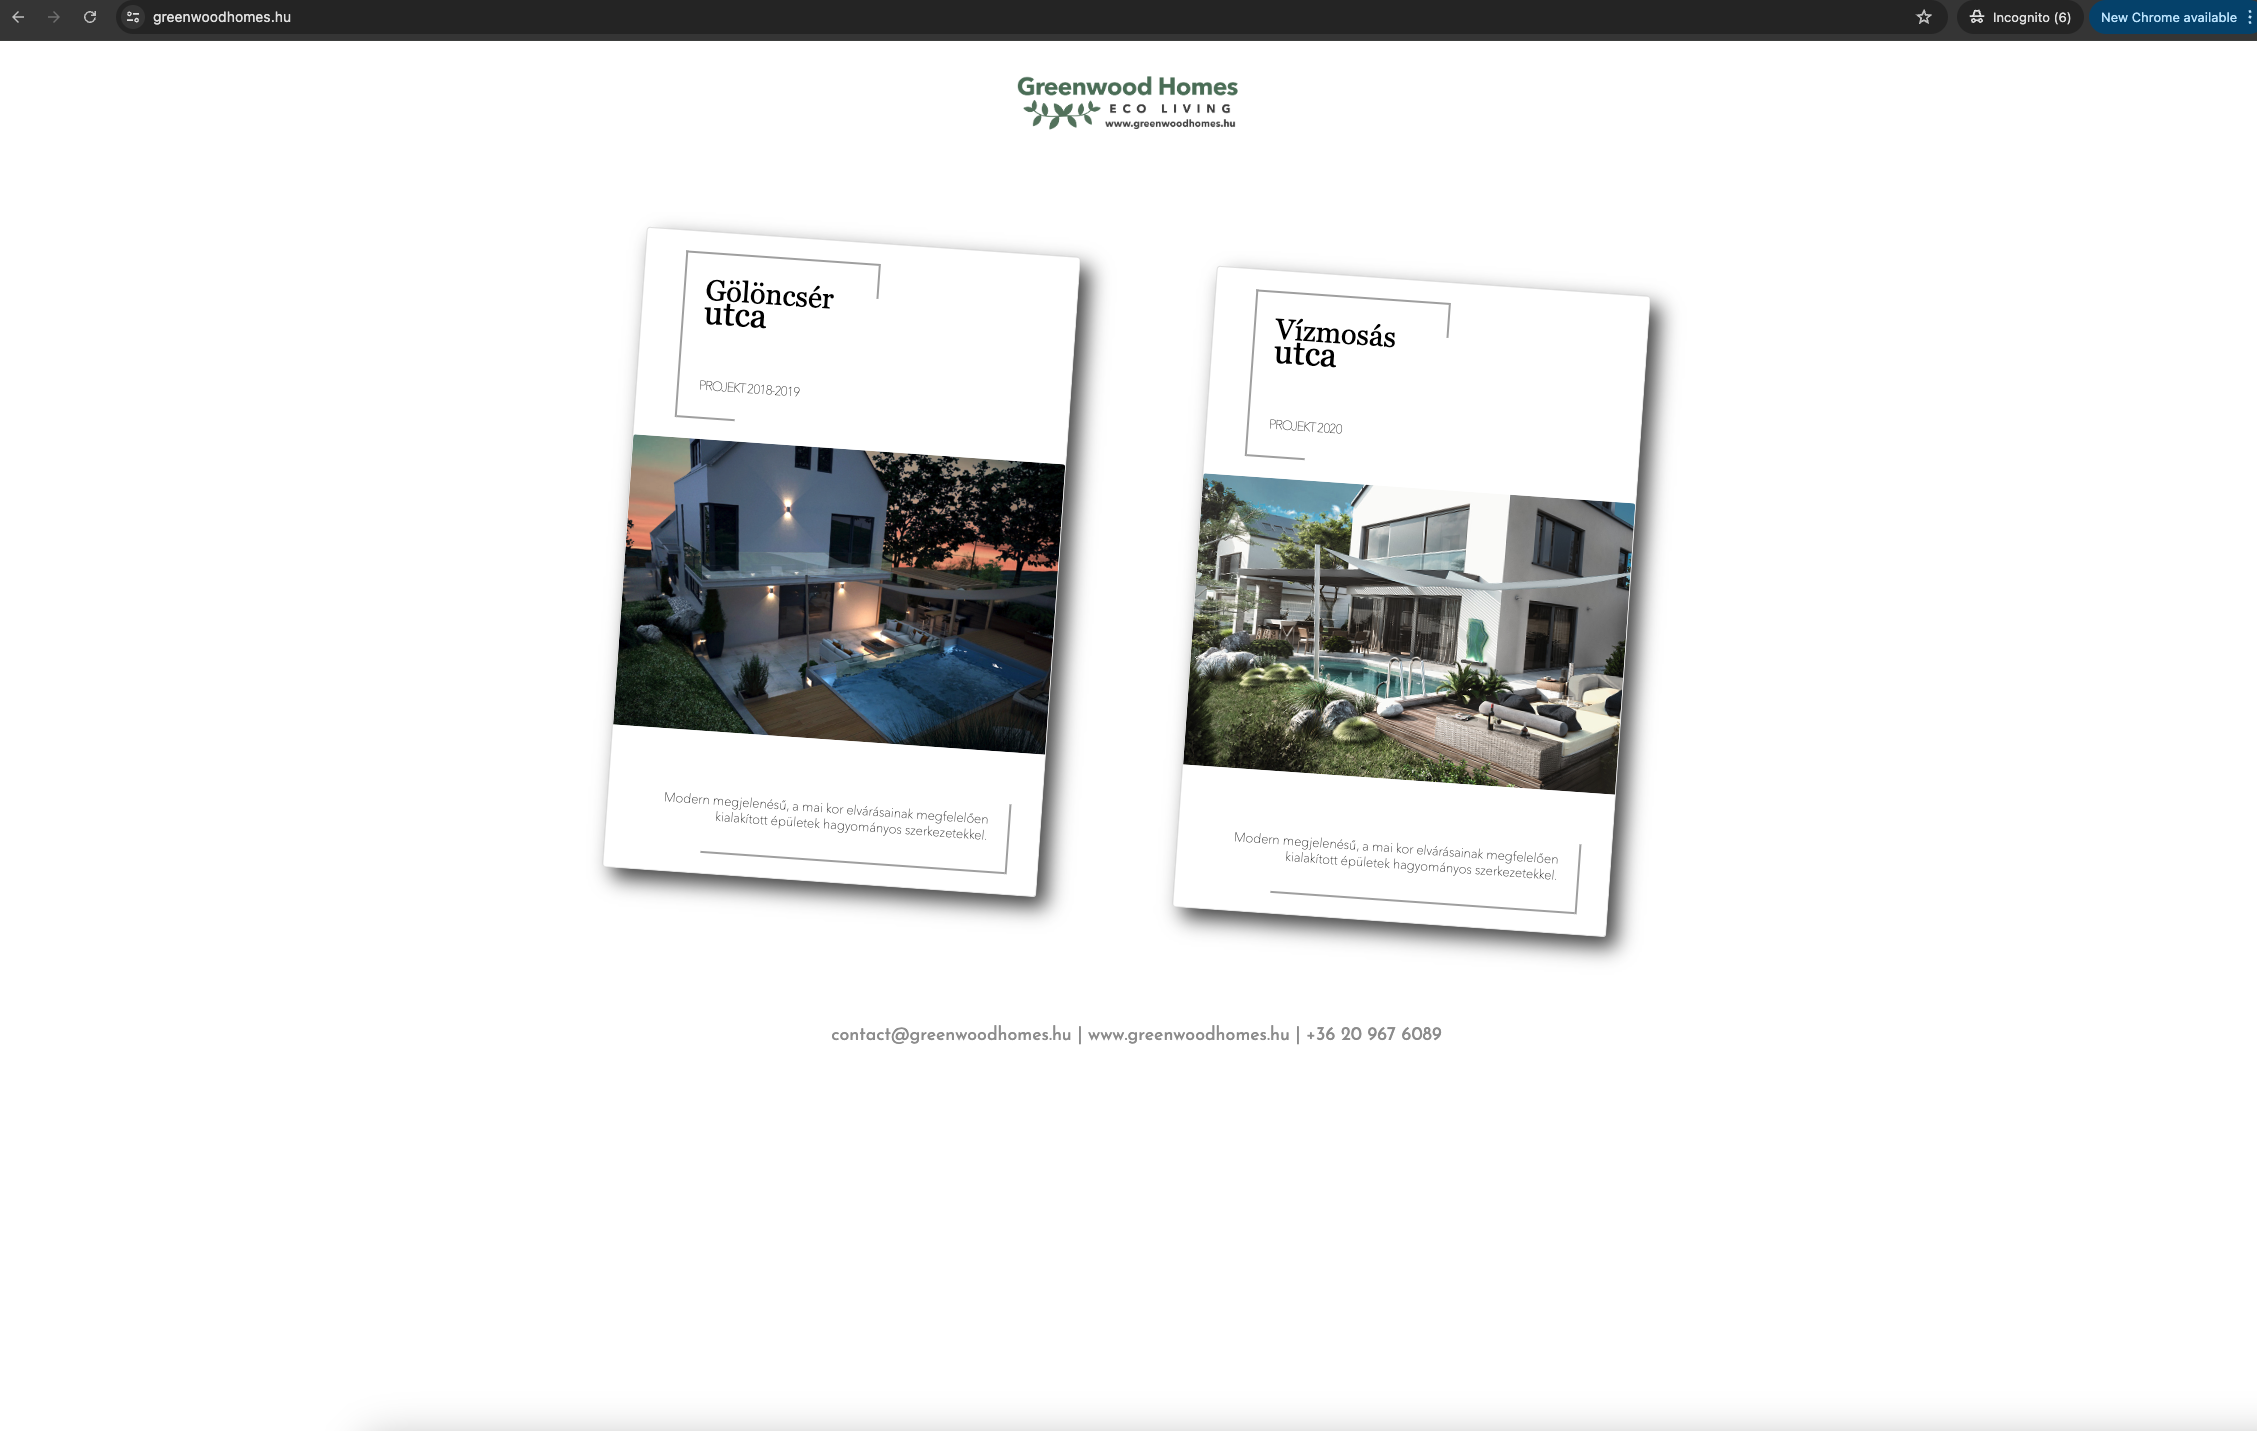 greenwoodhomes.hu
Incognito (6)
New Chrome available
Greenwood Homes
ECO LIVING
www.greenwoodhomes.hu
Gölöncsér
utca
PROJEKT 2018-2019
Modern megjelenésű, a mai kor elvárásainak megfelelően
kialakított épületek hagyományos szerkezetekkel.
Vízmosás
utca
PROJEKT 2020
Modern megjelenésű, a mai kor elvárásainak megfelelően
kialakított épületek hagyományos szerkezetekkel.
contact@greenwoodhomes.hu | www.greenwoodhomes.hu | +36 20 967 6089